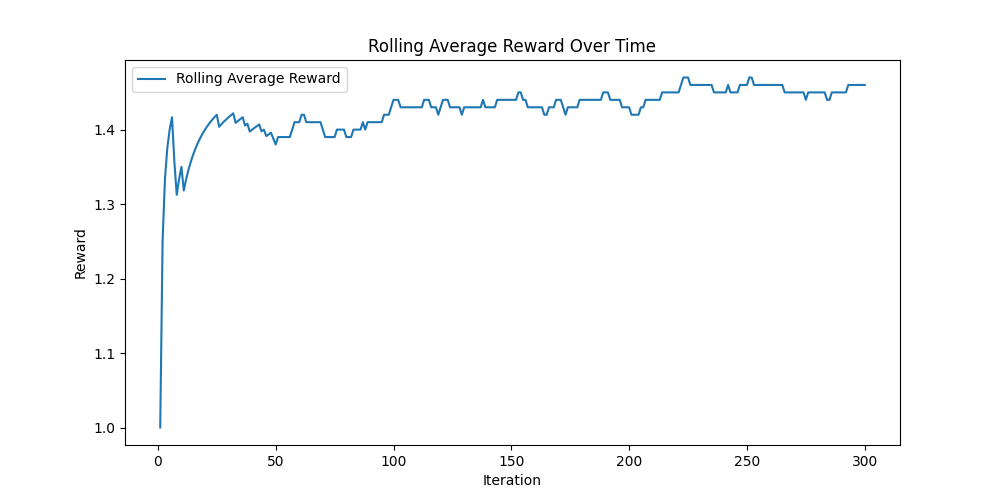 Rolling Average Reward Over Time
Rolling Average Reward
Reward
1.4
1.3
1.2
1.1
1.0
0 50 100 150 200 250 300
Iteration